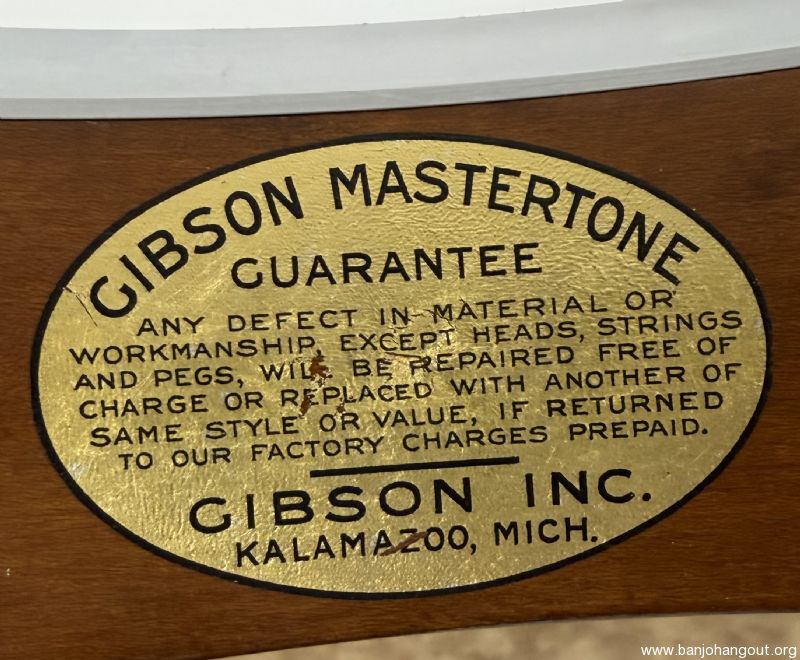 GIBSON MASTERTONE
GUARANTEE
ANY DEFECT IN MATERIAL OR
WORKMANSHIP, EXCEPT HEADS, STRINGS
AND PEGS, WILL BE REPAIRED FREE OF
CHARGE OR REPLACED WITH ANOTHER OF
SAME STYLE OR VALUE, IF RETURNED
TO OUR FACTORY CHARGES PREPAID.
GIBSON INC.
KALAMAZOO, MICH.
www.banjohangout.org